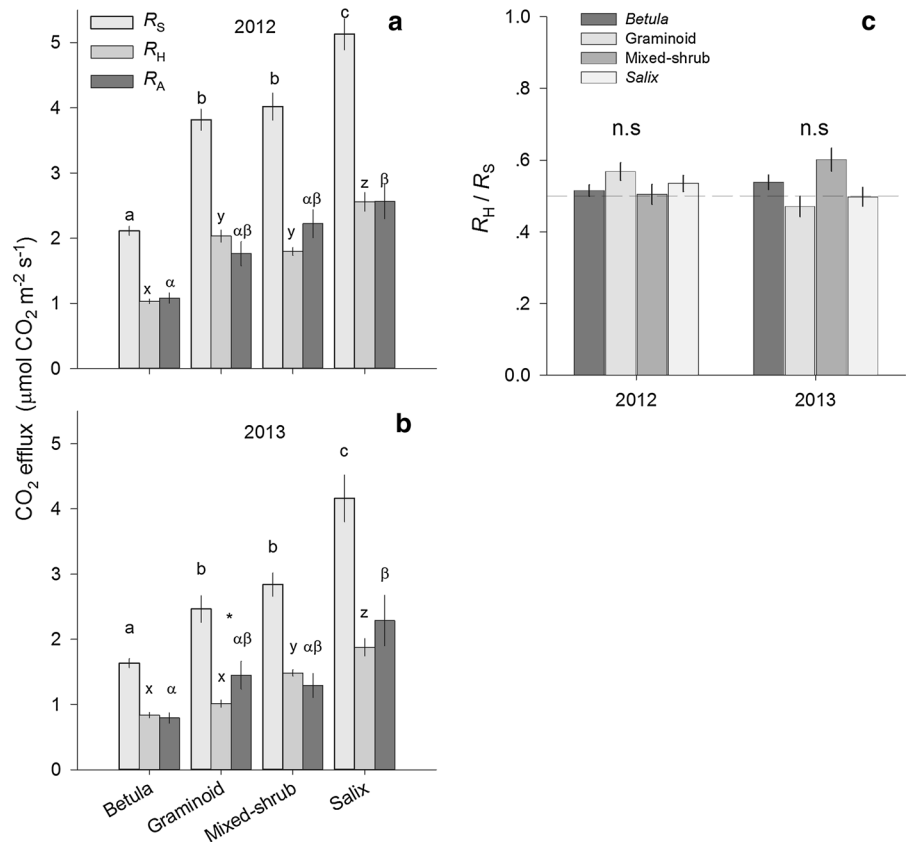 a
2012
R_S
R_H
R_A
5
4
3
2
1
0
a
x
α
b
y
αβ
b
y
αβ
c
z
β
CO₂ efflux (μmol CO₂ m⁻² s⁻¹)
b
2013
5
4
3
2
1
0
a
x
α
b
x
*
αβ
b
y
αβ
c
z
β
Betula
Graminoid
Mixed-shrub
Salix
c
Betula
Graminoid
Mixed-shrub
Salix
1.0
.8
.6
.4
.2
0.0
R_H / R_S
n.s
n.s
2012
2013